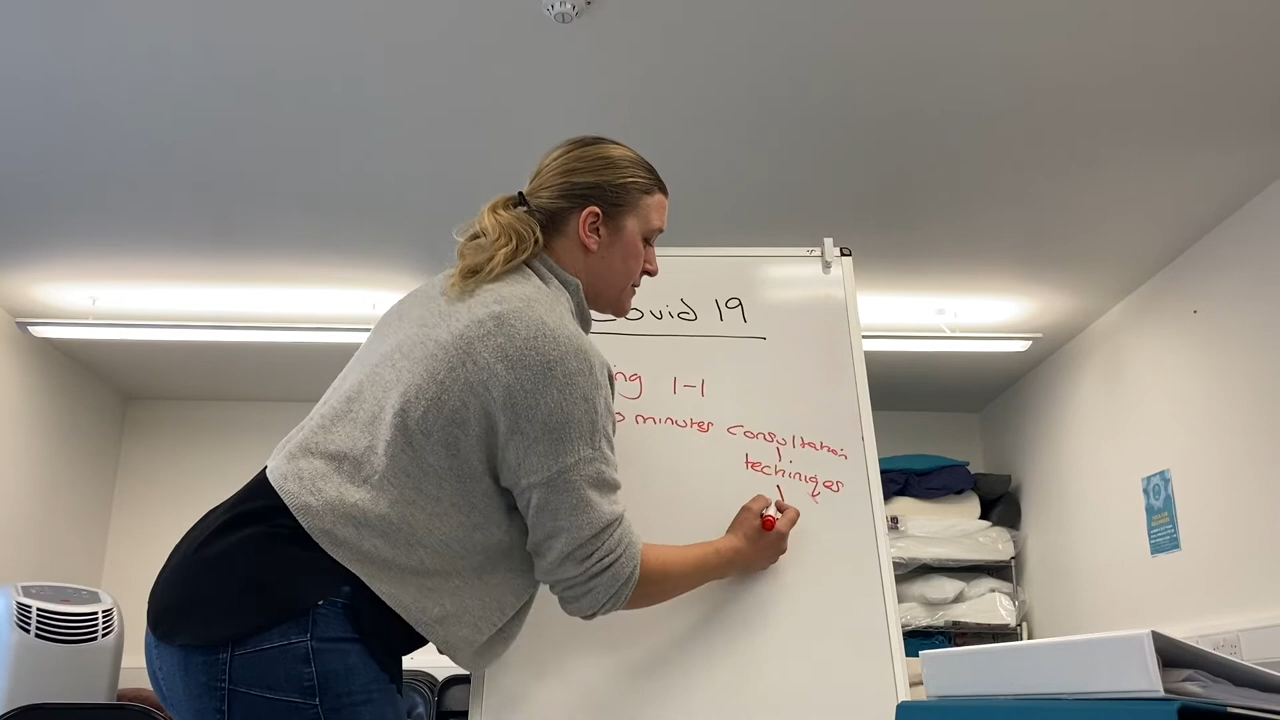 Covid 19
ng 1-1
minutes consultation
techiniqes